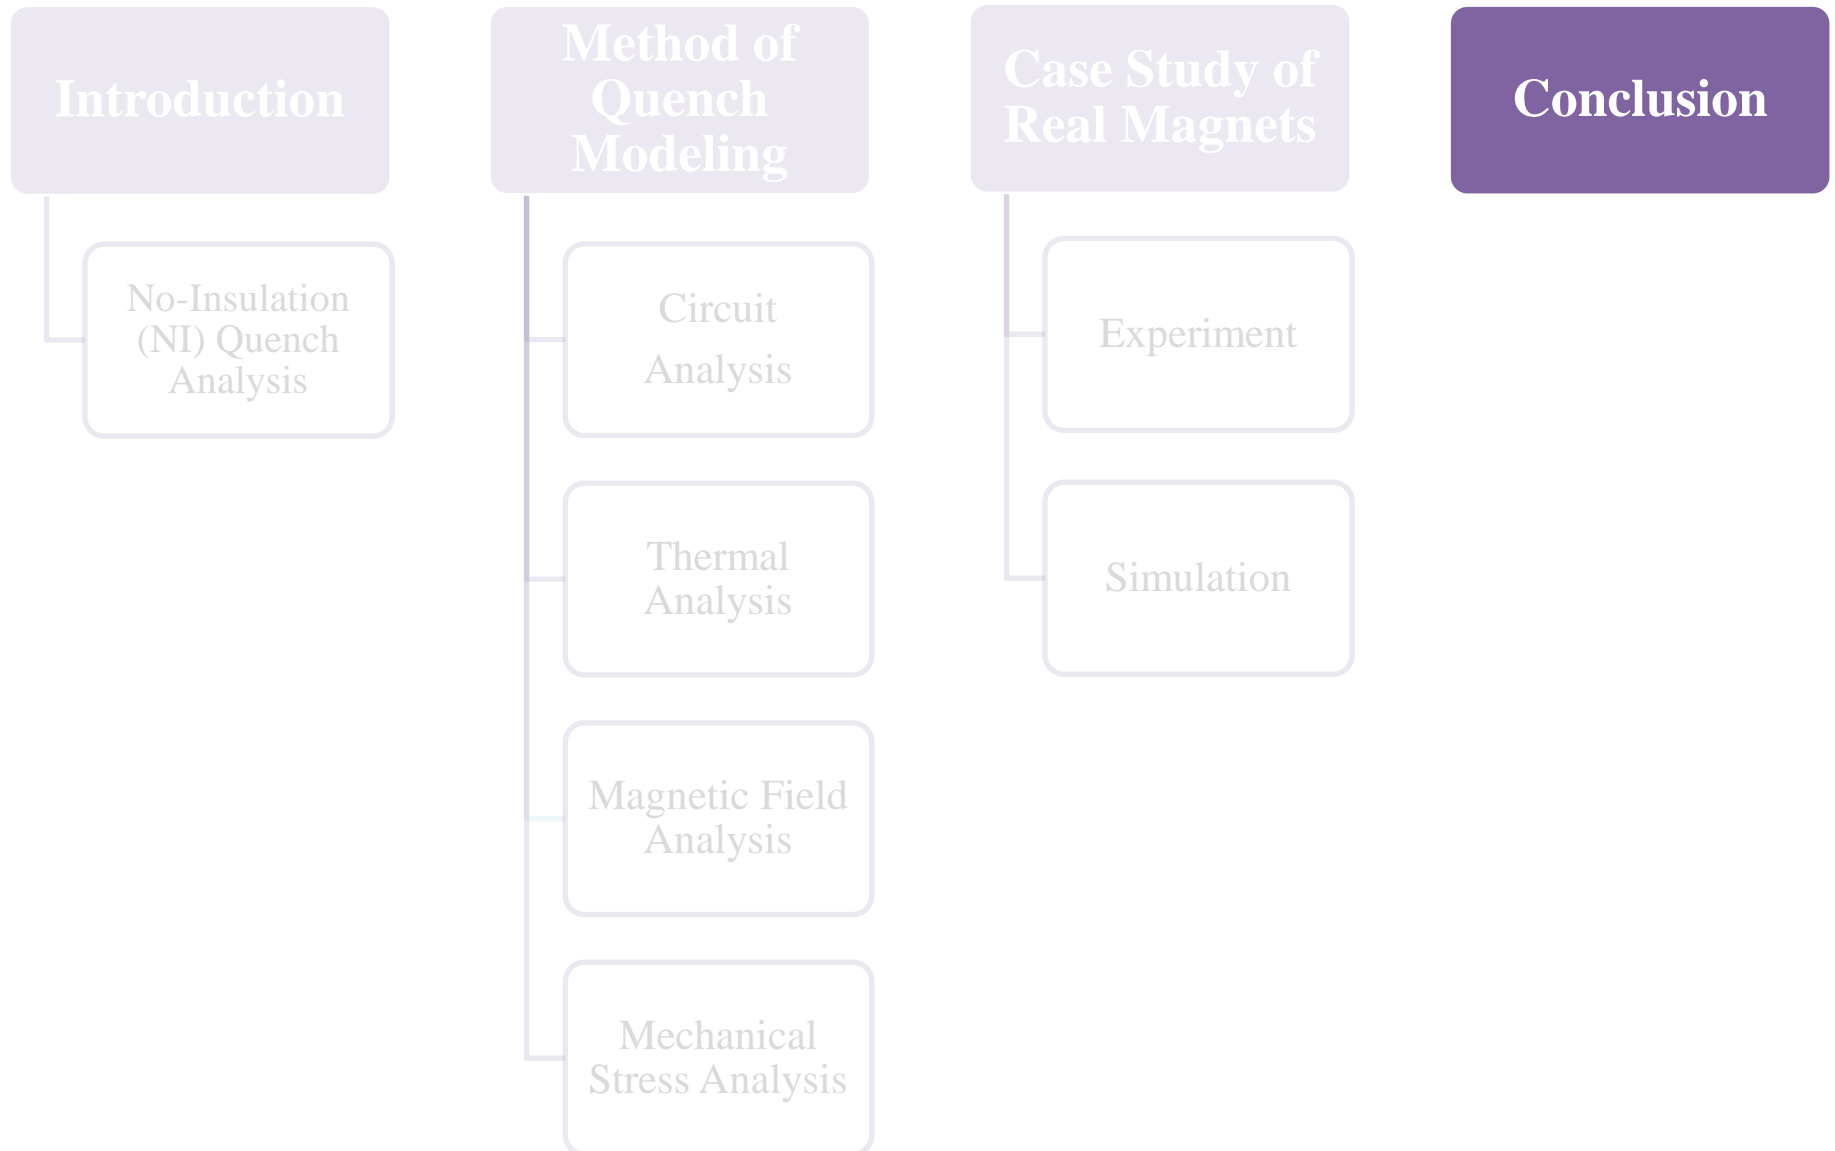 Introduction
No-Insulation
(NI) Quench
Analysis
Method of
Quench
Modeling
Circuit
Analysis
Thermal
Analysis
Magnetic Field
Analysis
Mechanical
Stress Analysis
Case Study of
Real Magnets
Experiment
Simulation
Conclusion